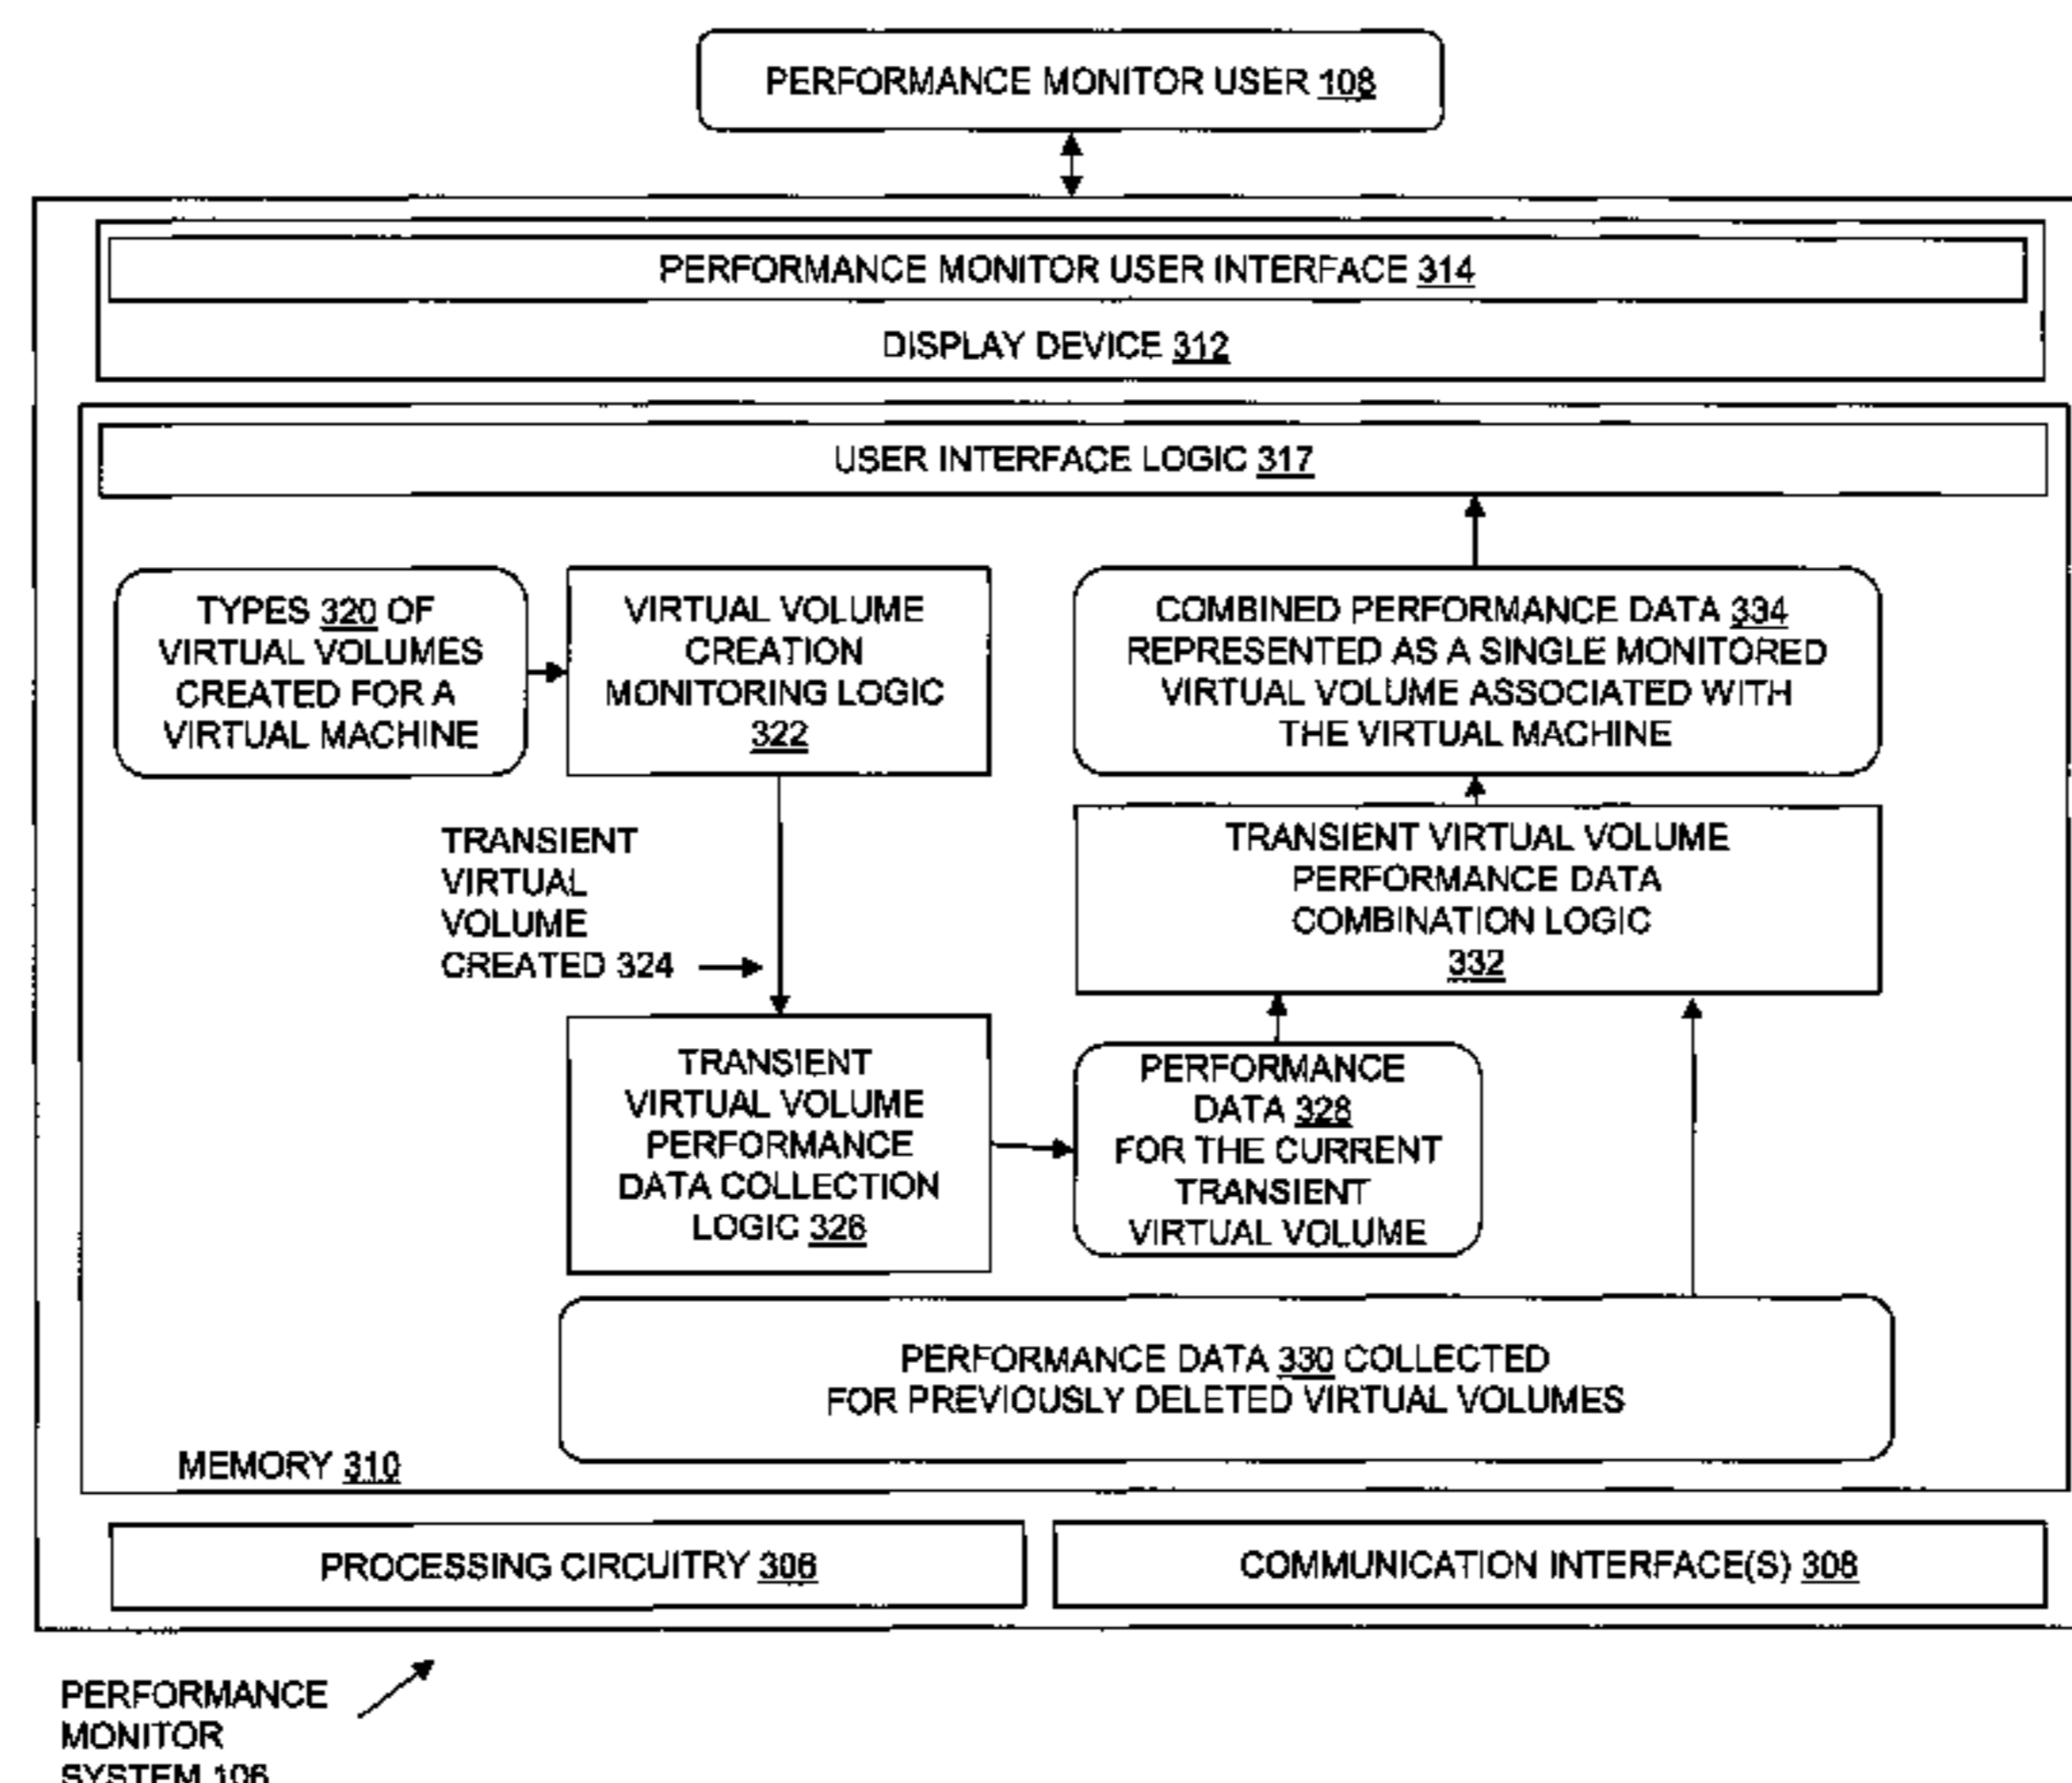 PERFORMANCE MONITOR USER 108
PERFORMANCE MONITOR USER INTERFACE 314
DISPLAY DEVICE 312
USER INTERFACE LOGIC 317
TYPES 320 OF
VIRTUAL VOLUMES
CREATED FOR A
VIRTUAL MACHINE
VIRTUAL VOLUME
CREATION
MONITORING LOGIC
322
COMBINED PERFORMANCE DATA 334
REPRESENTED AS A SINGLE MONITORED
VIRTUAL VOLUME ASSOCIATED WITH
THE VIRTUAL MACHINE
TRANSIENT
VIRTUAL
VOLUME
CREATED 324
TRANSIENT VIRTUAL VOLUME
PERFORMANCE DATA
COMBINATION LOGIC
332
TRANSIENT
VIRTUAL VOLUME
PERFORMANCE
DATA COLLECTION
LOGIC 326
PERFORMANCE
DATA 328
FOR THE CURRENT
TRANSIENT
VIRTUAL VOLUME
PERFORMANCE DATA 330 COLLECTED
FOR PREVIOUSLY DELETED VIRTUAL VOLUMES
MEMORY 310
PROCESSING CIRCUITRY 306
COMMUNICATION INTERFACE(S) 308
PERFORMANCE
MONITOR
SYSTEM 106